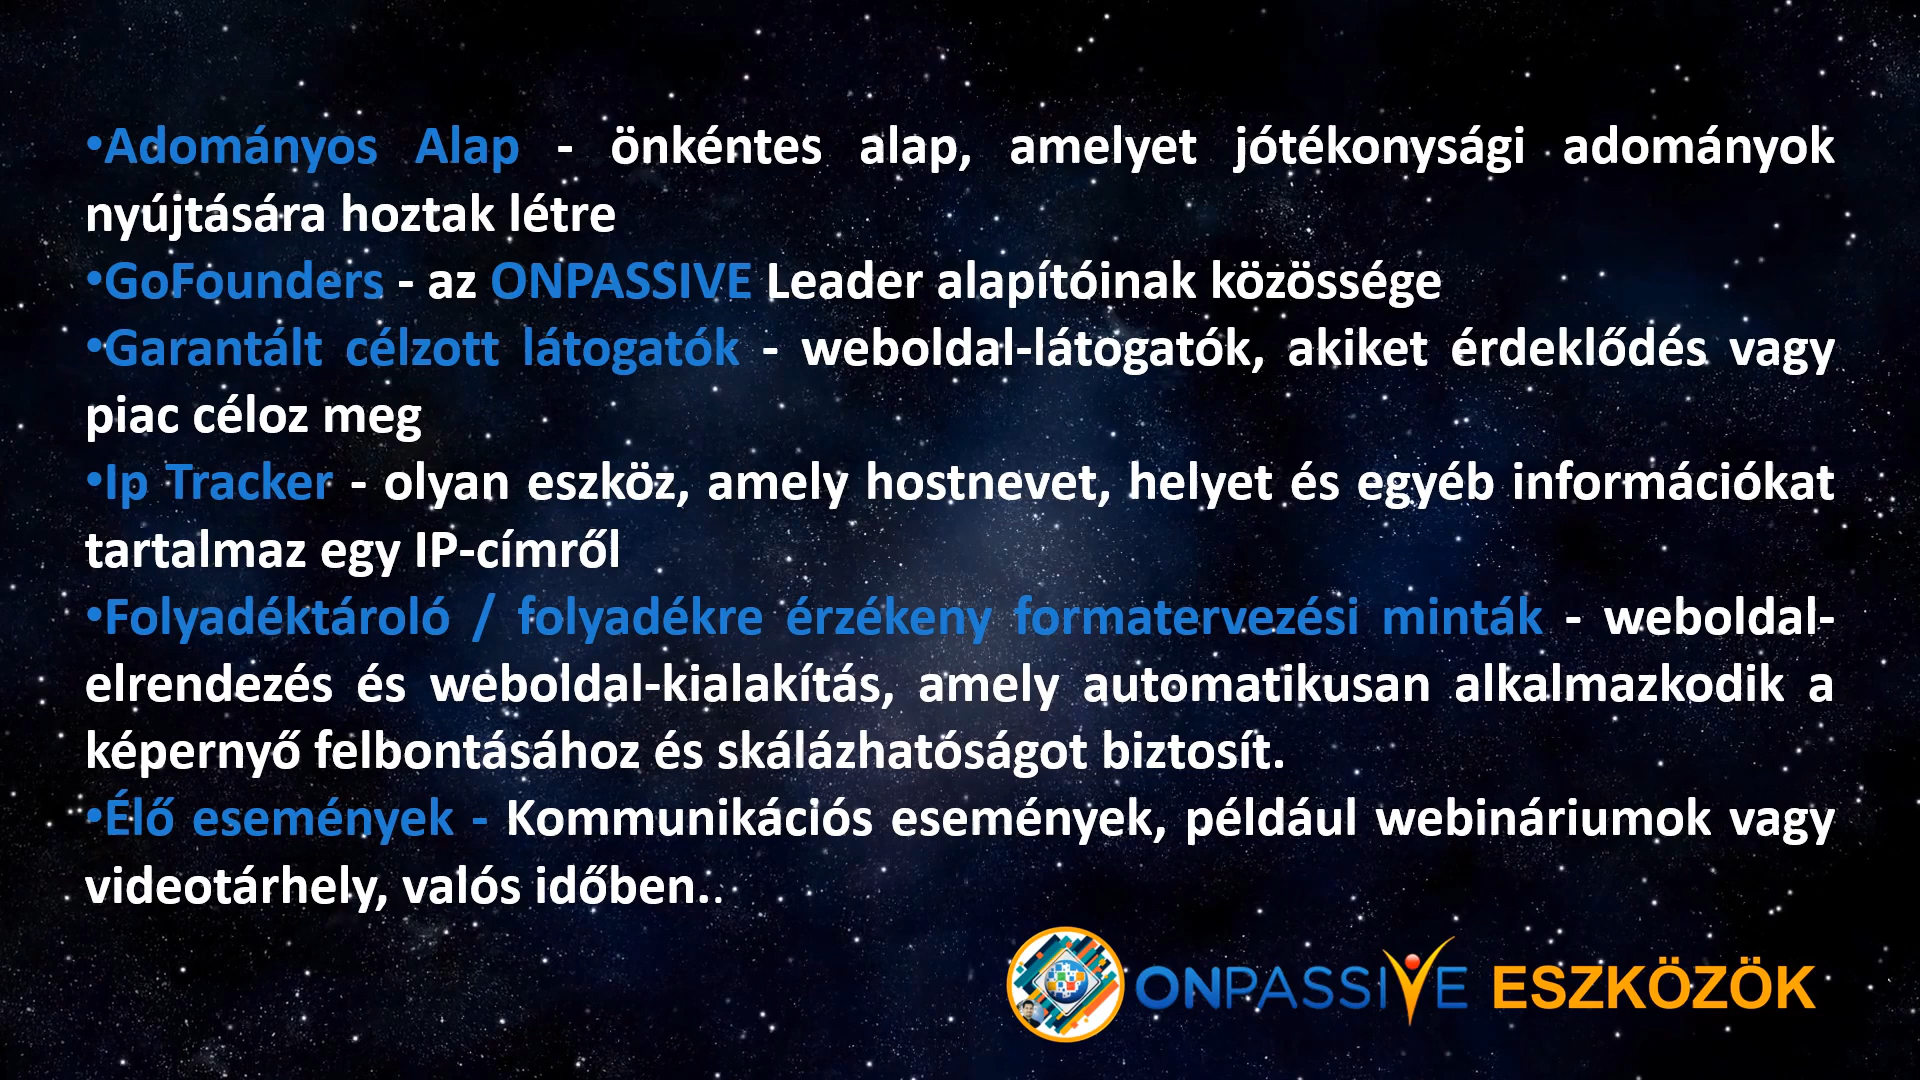 •Adományos Alap - önkéntes alap, amelyet jótékonysági adományok
nyújtására hoztak létre
•GoFounders - az ONPASSIVE Leader alapítóinak közössége
•Garantált célzott látogatók - weboldal-látogatók, akiket érdeklődés vagy
piac céloz meg
•Ip Tracker - olyan eszköz, amely hostnevet, helyet és egyéb információkat
tartalmaz egy IP-címről
•Folyadéktároló / folyadékre érzékeny formatervezési minták - weboldal-
elrendezés és weboldal-kialakítás, amely automatikusan alkalmazkodik a
képernyő felbontásához és skálázhatóságot biztosít.
•Élő események - Kommunikációs események, például webináriumok vagy
videotárhely, valós időben..
ONPASSIVE ESZKÖZÖK